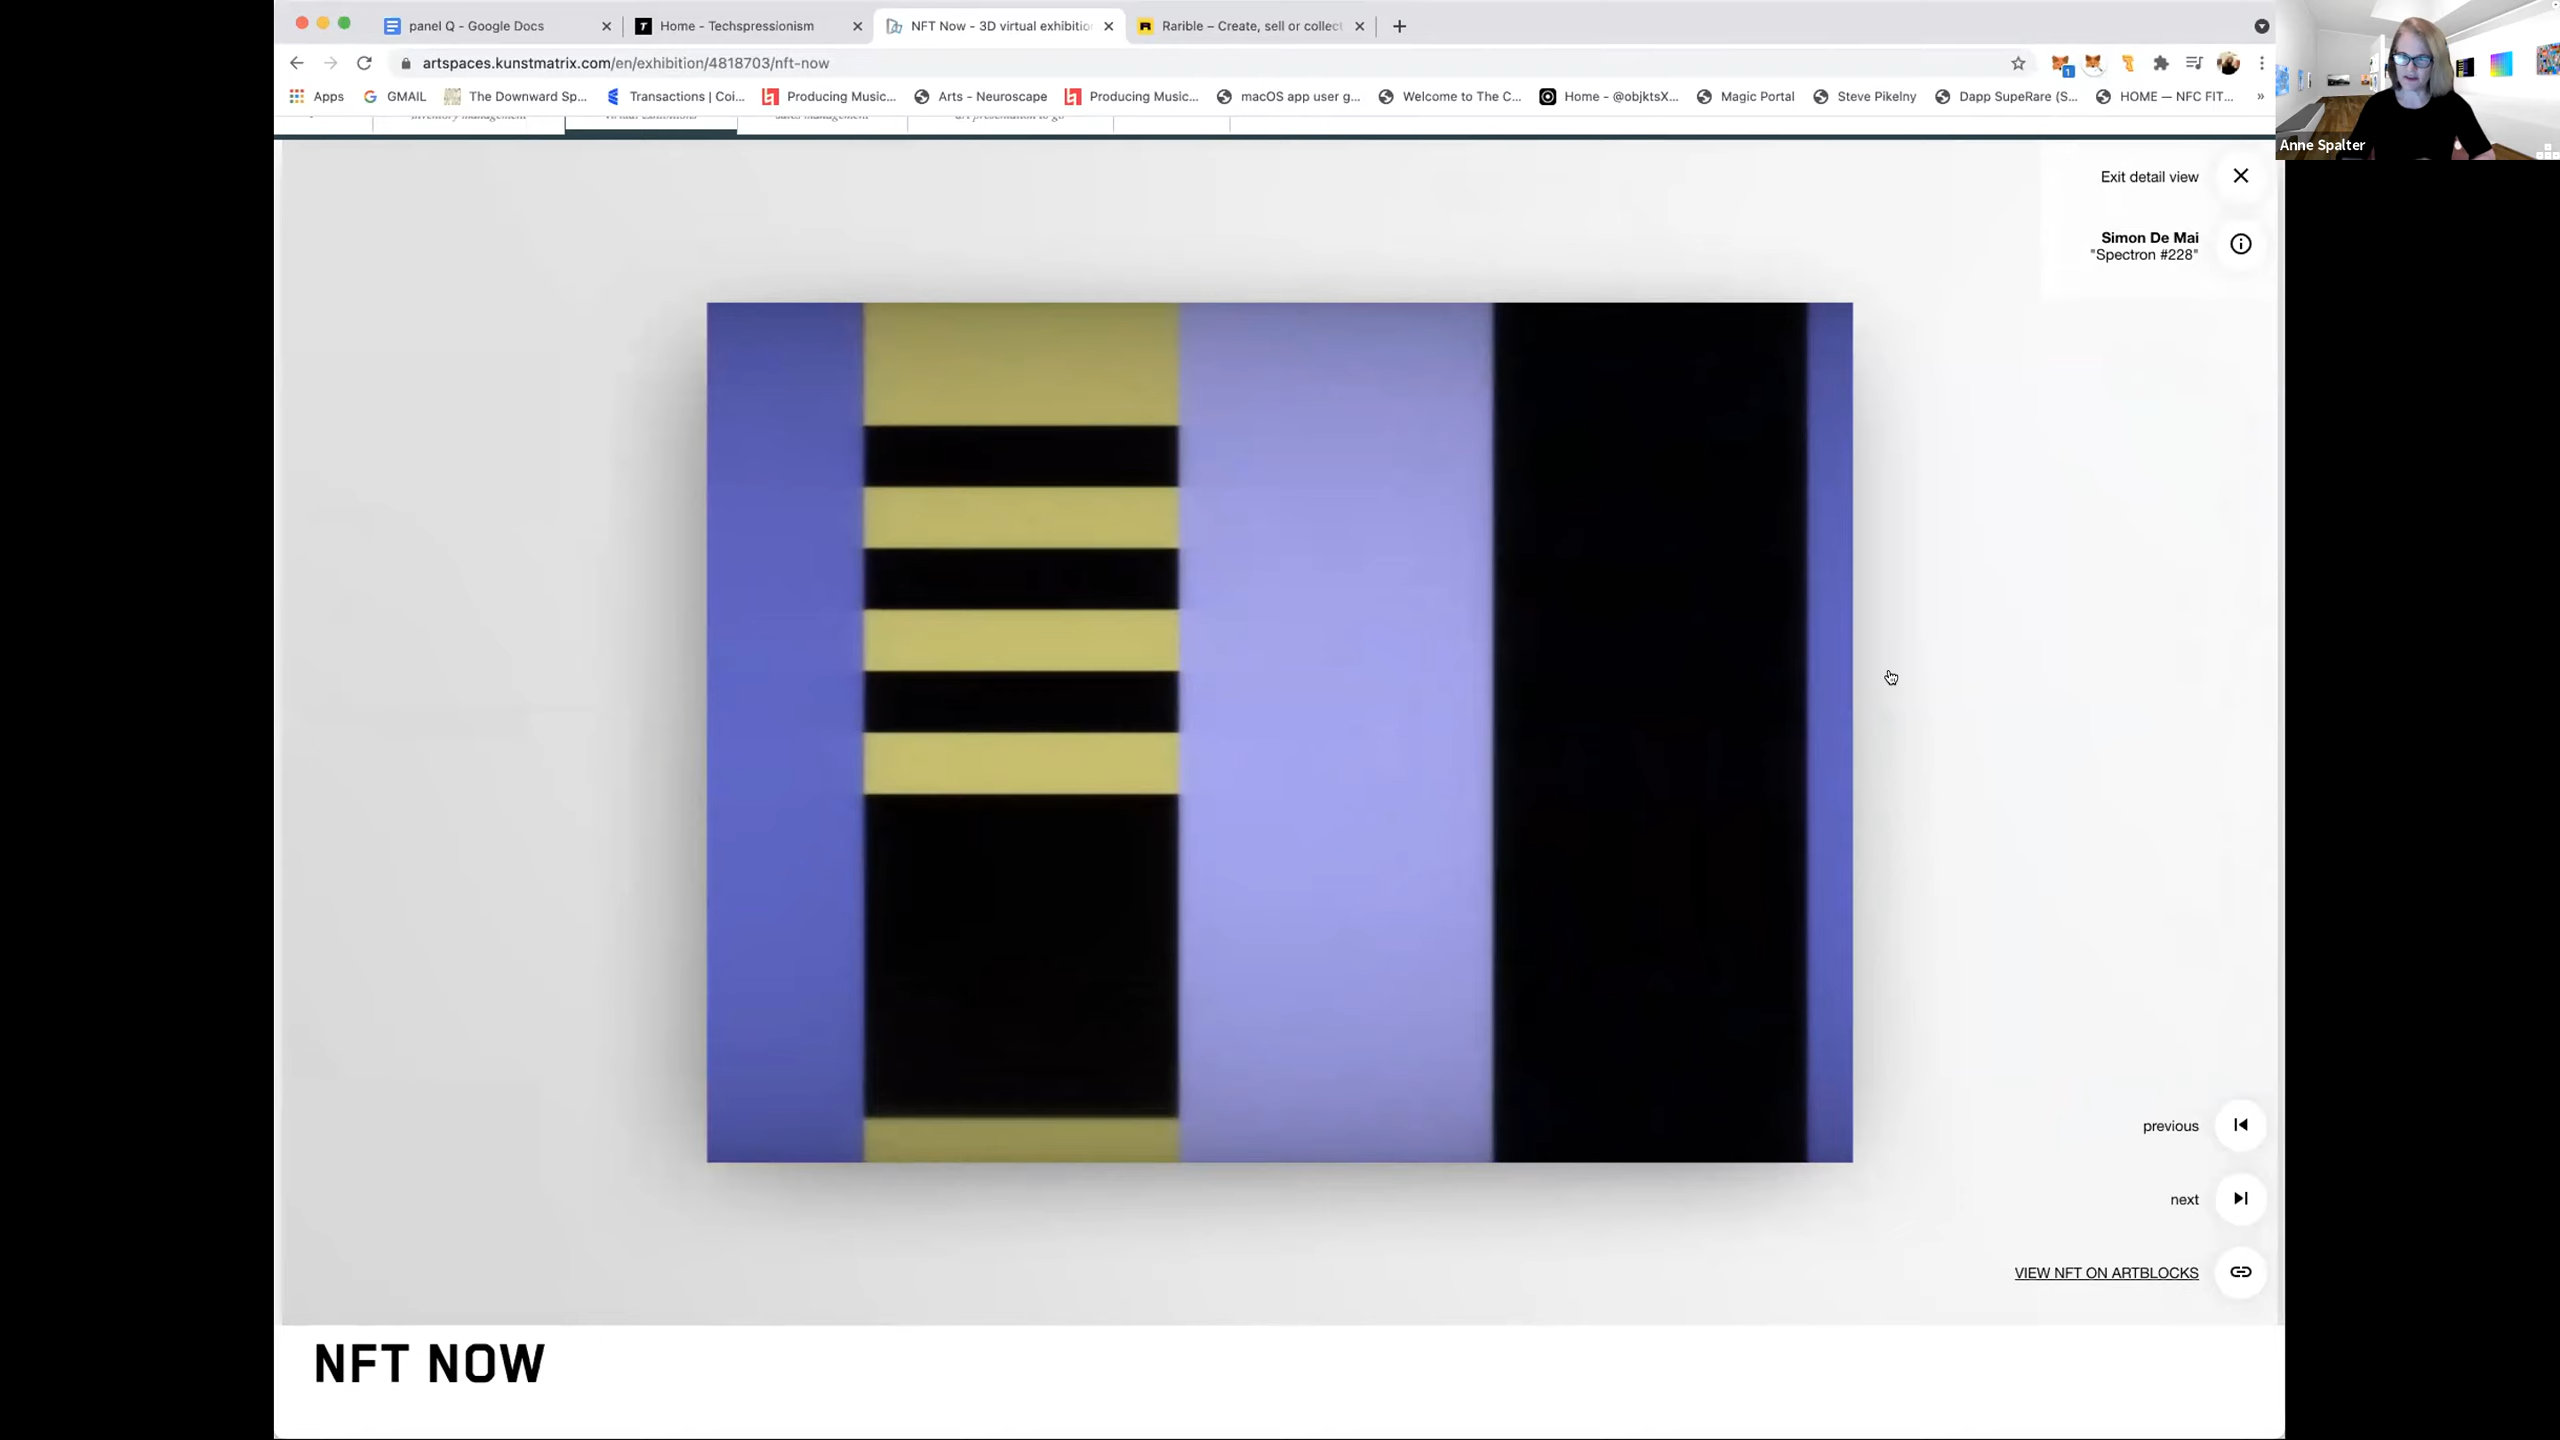 panel Q - Google Docs
Home - Techspressionism
NFT Now - 3D virtual exhibitio
Rarible – Create, sell or collect
artspaces.kunstmatrix.com/en/exhibition/4818703/nft-now
1
Apps
GMAIL
The Downward Sp...
Transactions | Coi...
Producing Music...
Arts - Neuroscape
Producing Music...
macOS app user g...
Welcome to The C...
Home - @objktsX...
Magic Portal
Steve Pikelny
Dapp SupeRare (S...
HOME — NFC FIT...
»
Anne Spalter
Exit detail view
Simon De Mai
"Spectron #228"
previous
next
VIEW NFT ON ARTBLOCKS
NFT NOW